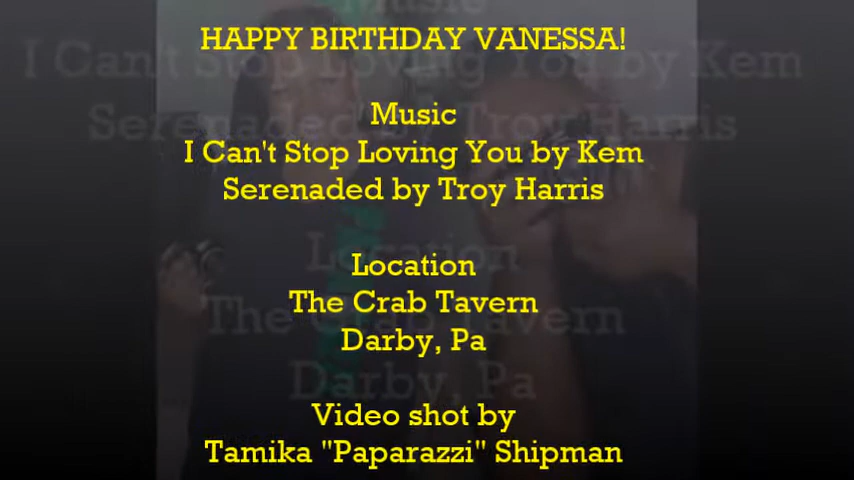 HAPPY BIRTHDAY VANESSA!
Music
I Can't Stop Loving You by Kem
Serenaded by Troy Harris
Location
The Crab Tavern
Darby, Pa
Video shot by
Tamika "Paparazzi" Shipman